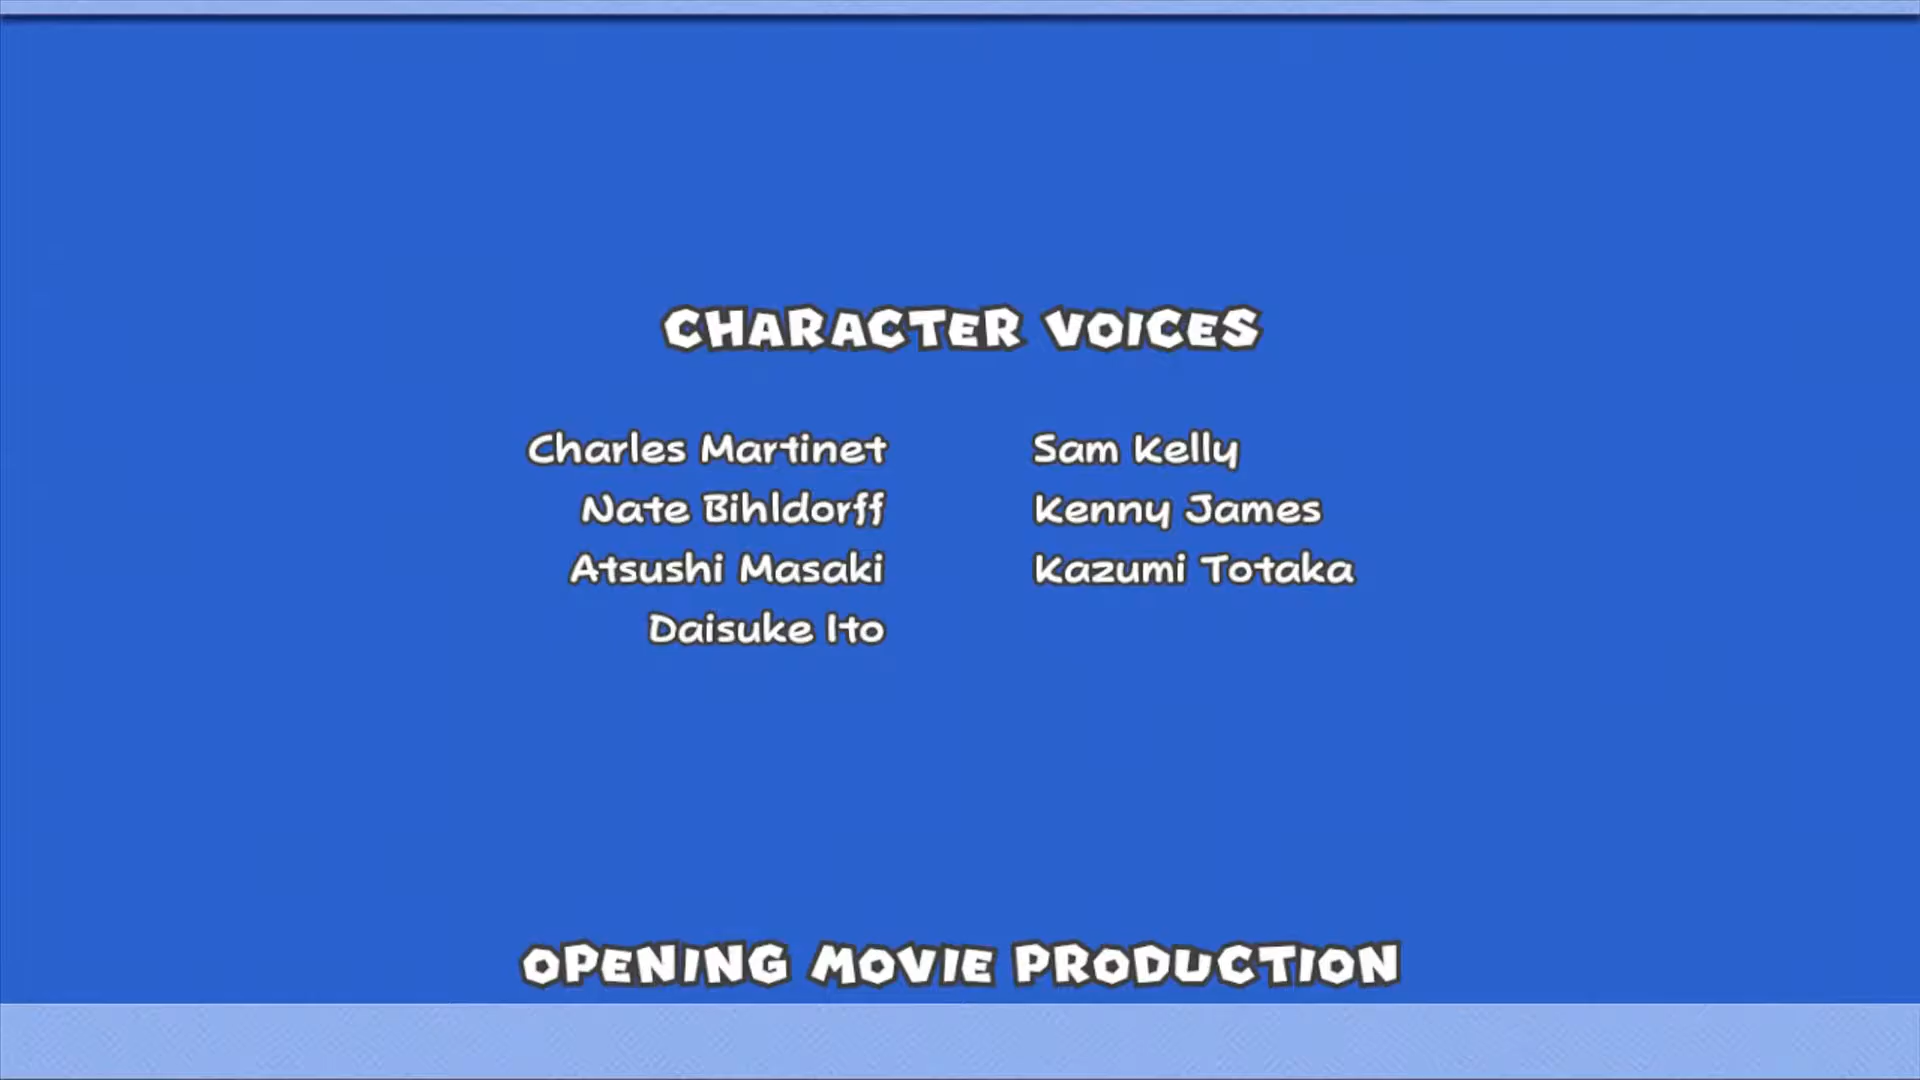 CHARACTER VOICES
Charles Martinet Sam Kelly
Nate Bihldorff Kenny James
Atsushi Masaki Kazumi Totaka
Daisuke Ito
OPENING MOVIE PRODUCTION